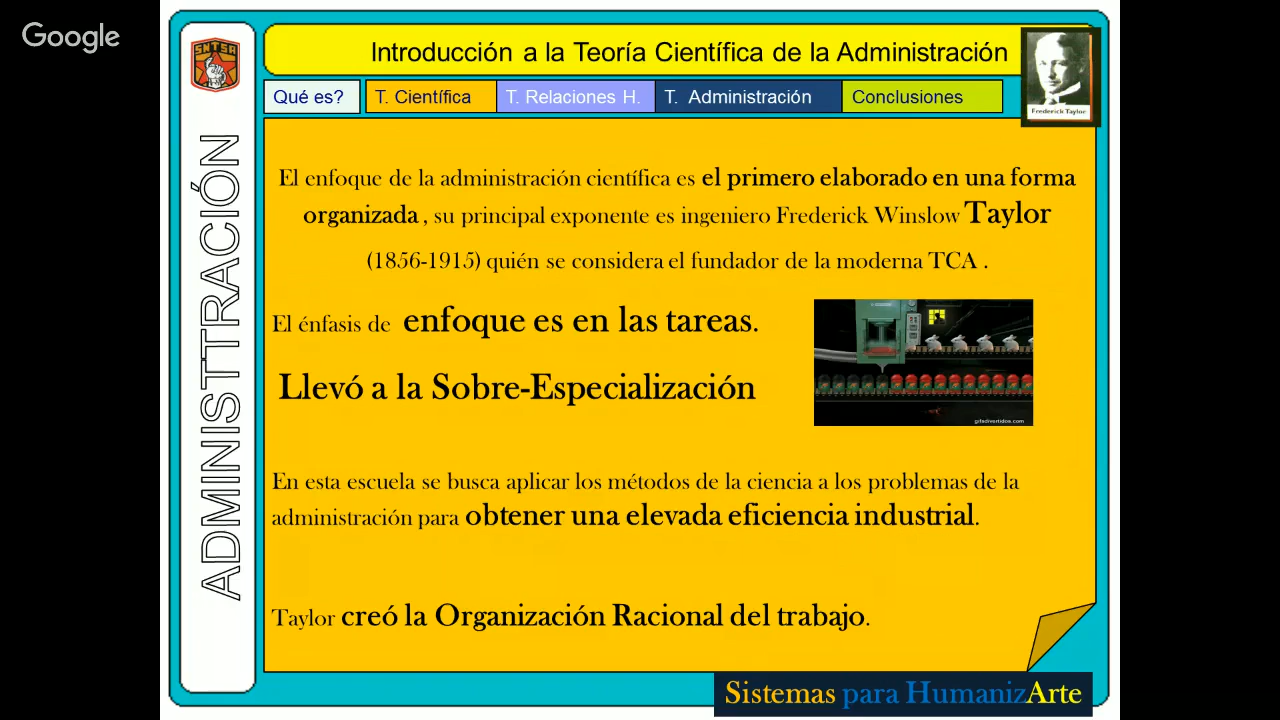 Google
SNTSA
Introducción a la Teoría Científica de la Administración
Qué es?
T. Científica
T. Relaciones H.
T. Administración
Conclusiones
Frederick Taylor
ADMINISTTRACIÓN
El enfoque de la administración científica es el primero elaborado en una forma
organizada , su principal exponente es ingeniero Frederick Winslow Taylor
(1856-1915) quién se considera el fundador de la moderna TCA .
El énfasis de enfoque es en las tareas.
Llevó a la Sobre-Especialización
gifsdivertidos.com
En esta escuela se busca aplicar los métodos de la ciencia a los problemas de la
administración para obtener una elevada eficiencia industrial.
Taylor creó la Organización Racional del trabajo.
Sistemas para HumanizArte